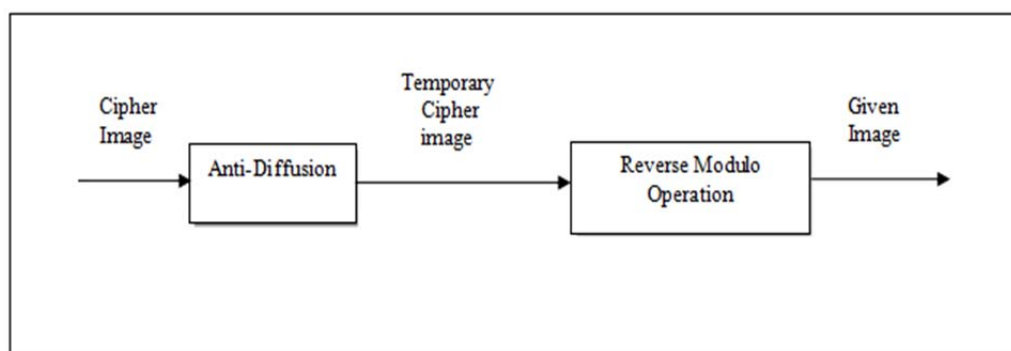 Cipher
Image
Anti-Diffusion
Temporary
Cipher
image
Reverse Modulo
Operation
Given
Image